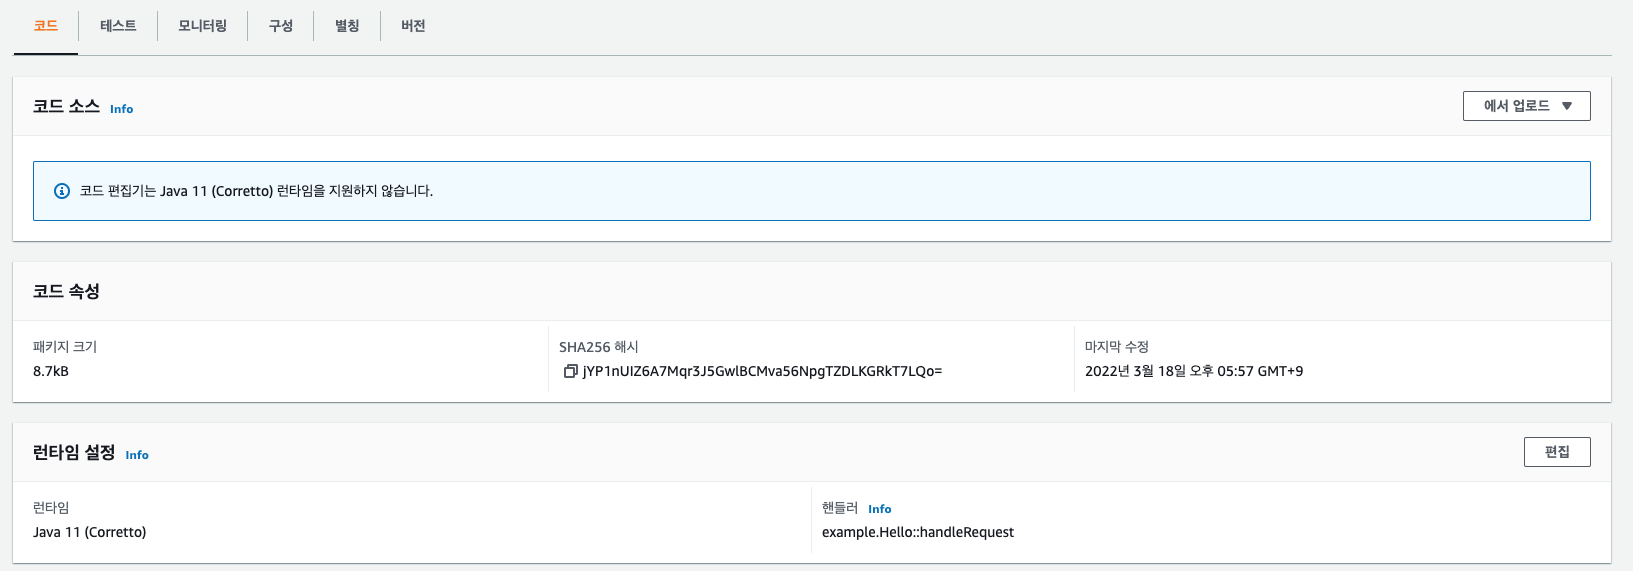 코드 테스트 모니터링 구성 별칭 버전
코드 소스 Info
에서 업로드 ▼
코드 편집기는 Java 11 (Corretto) 런타임을 지원하지 않습니다.
코드 속성
패키지 크기
8.7kB
SHA256 해시
jYP1nUIZ6A7Mqr3J5GwlBCMva56NpgTZDLKGRkT7LQo=
마지막 수정
2022년 3월 18일 오후 05:57 GMT+9
런타임 설정 Info
편집
런타임
Java 11 (Corretto)
핸들러 Info
example.Hello::handleRequest